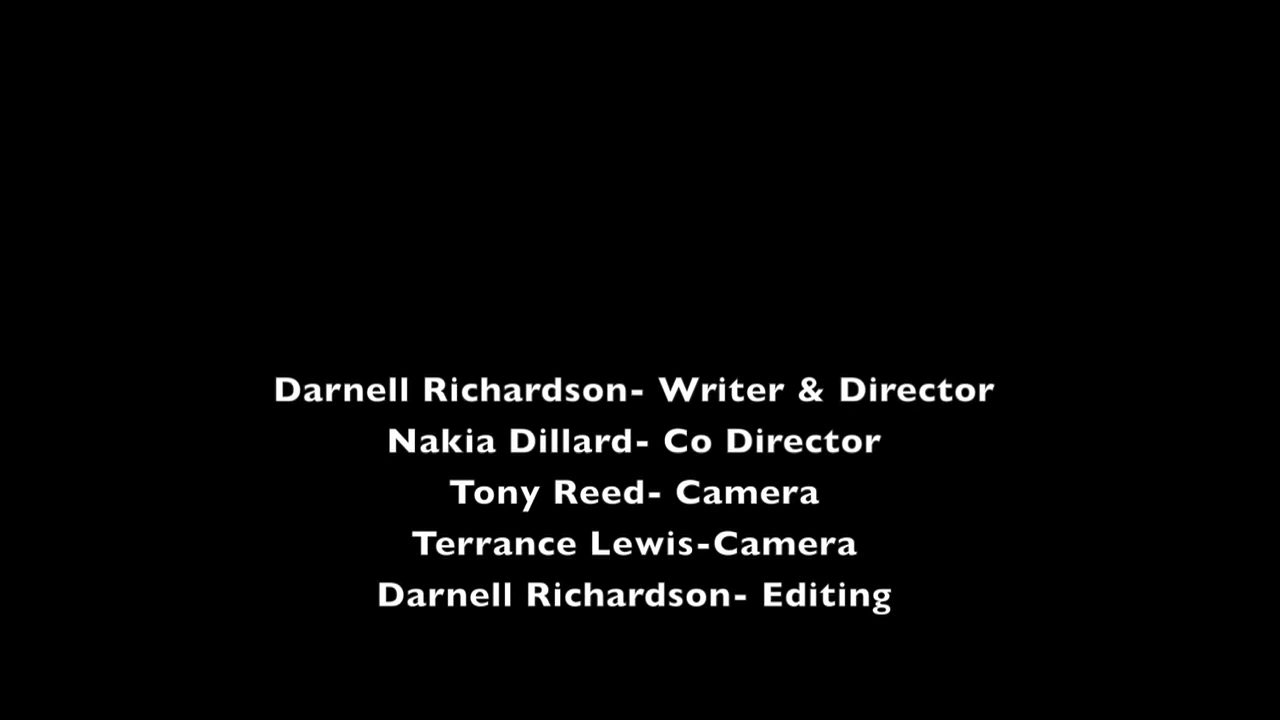 Darnell Richardson- Writer & Director
Nakia Dillard- Co Director
Tony Reed- Camera
Terrance Lewis-Camera
Darnell Richardson- Editing